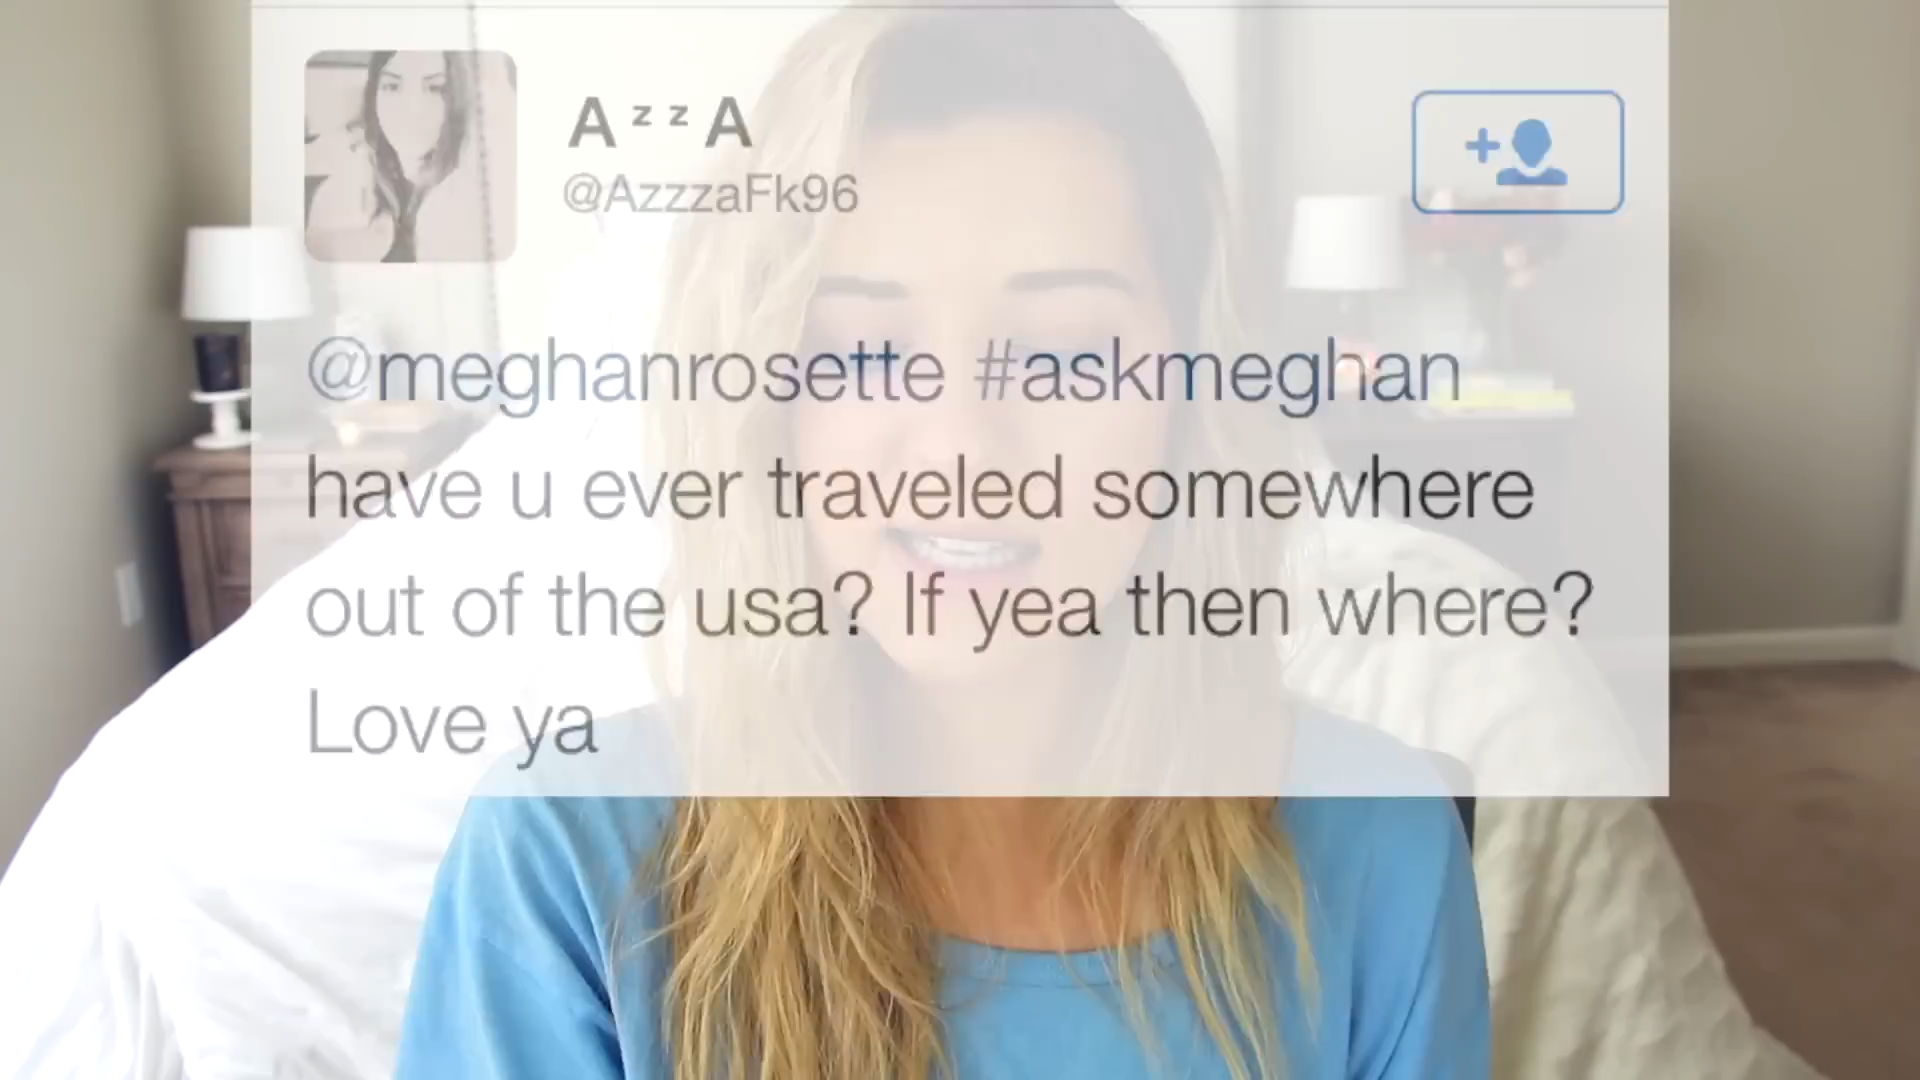 AzzA
@AzzzaFk96
@meghanrosette #askmeghan
have u ever traveled somewhere
out of the usa? If yea then where?
Love ya